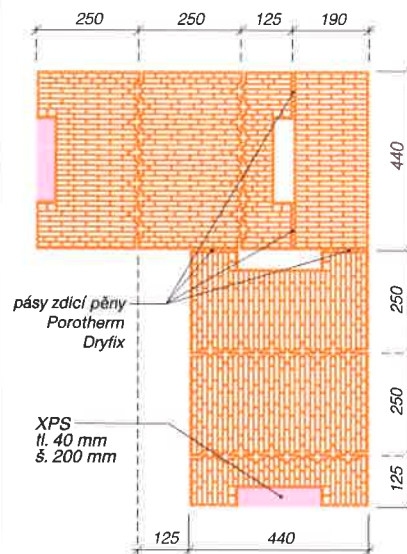 250 250 125 190
440
pásy zdicí pěny
Porotherm
Dryfix
250
250
XPS
tl. 40 mm
š. 200 mm
125
125 440